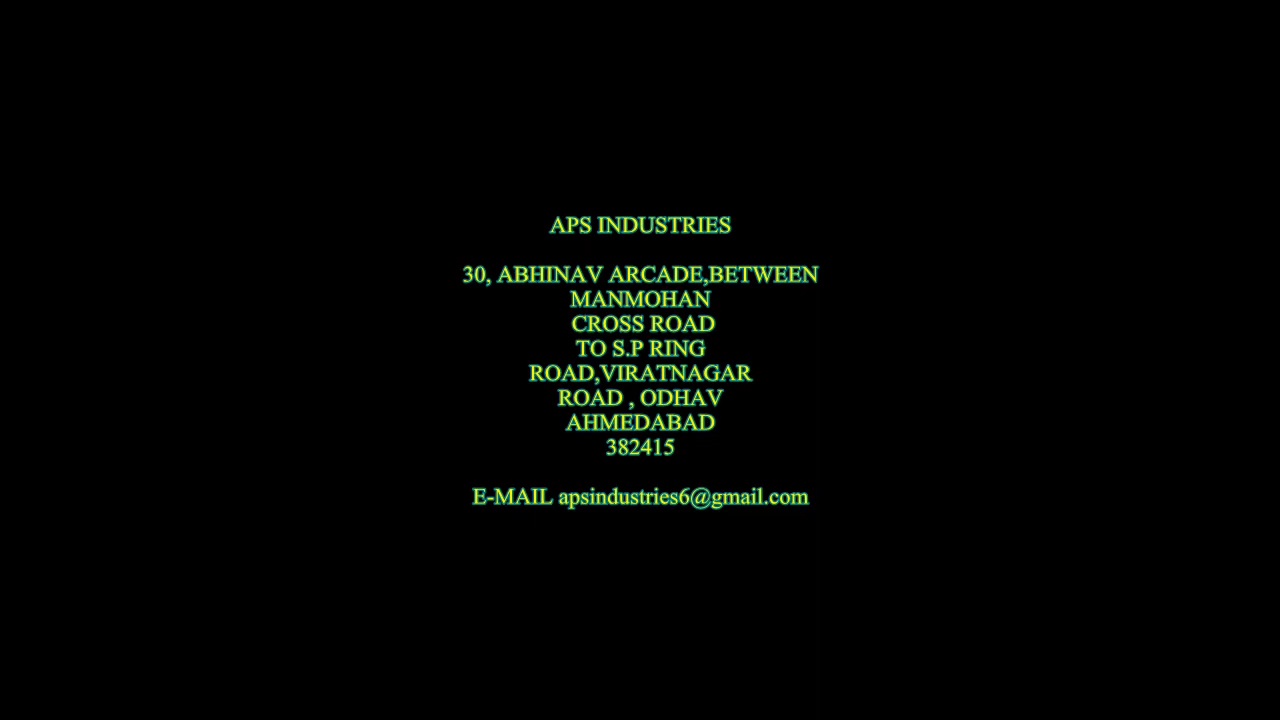 APS INDUSTRIES
30, ABHINAV ARCADE,BETWEEN
MANMOHAN
CROSS ROAD
TO S.P RING
ROAD,VIRATNAGAR
ROAD , ODHAV
AHMEDABAD
382415
E-MAIL apsindustries6@gmail.com